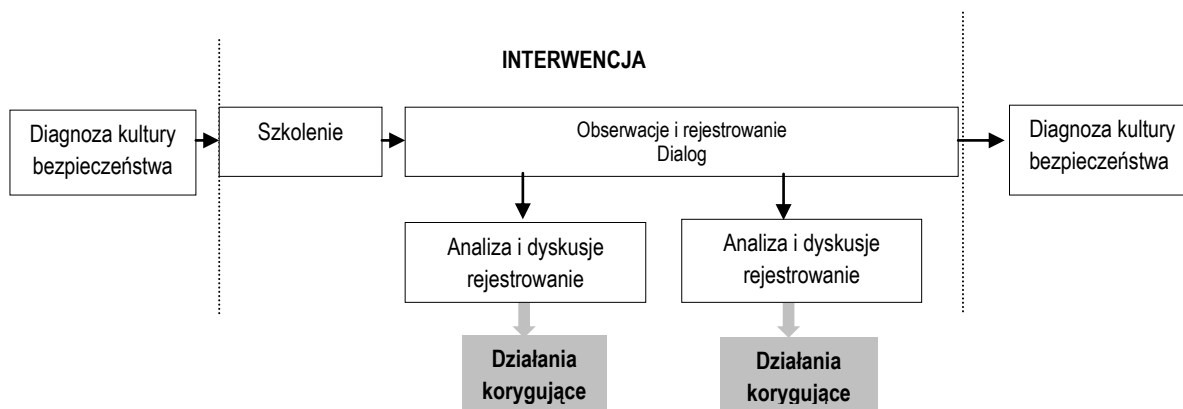 INTERWENCJA
Diagnoza kultury
bezpieczeństwa
Szkolenie
Obserwacje i rejestrowanie
Dialog
Diagnoza kultury
bezpieczeństwa
Analiza i dyskusje
rejestrowanie
Analiza i dyskusje
rejestrowanie
Działania
korygujące
Działania
korygujące